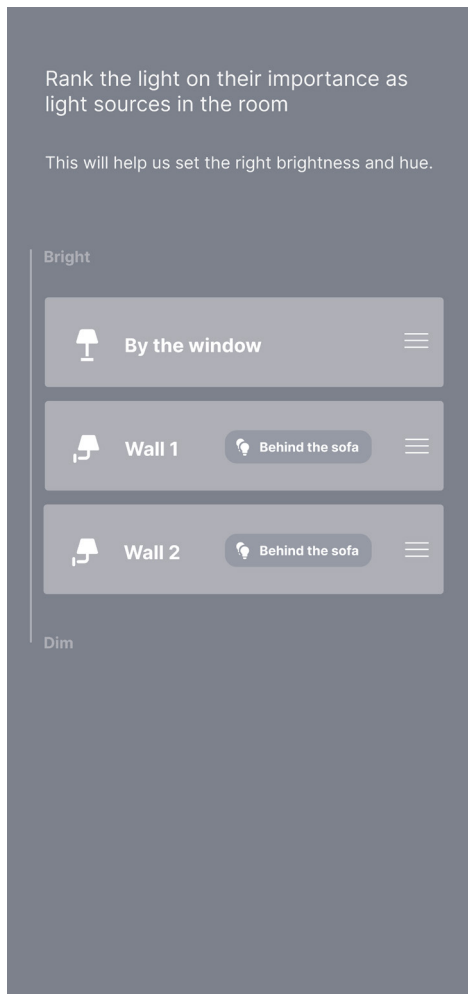 Rank the light on their importance as
light sources in the room
This will help us set the right brightness and hue.
Bright
By the window
Wall 1 Behind the sofa
Wall 2 Behind the sofa
Dim